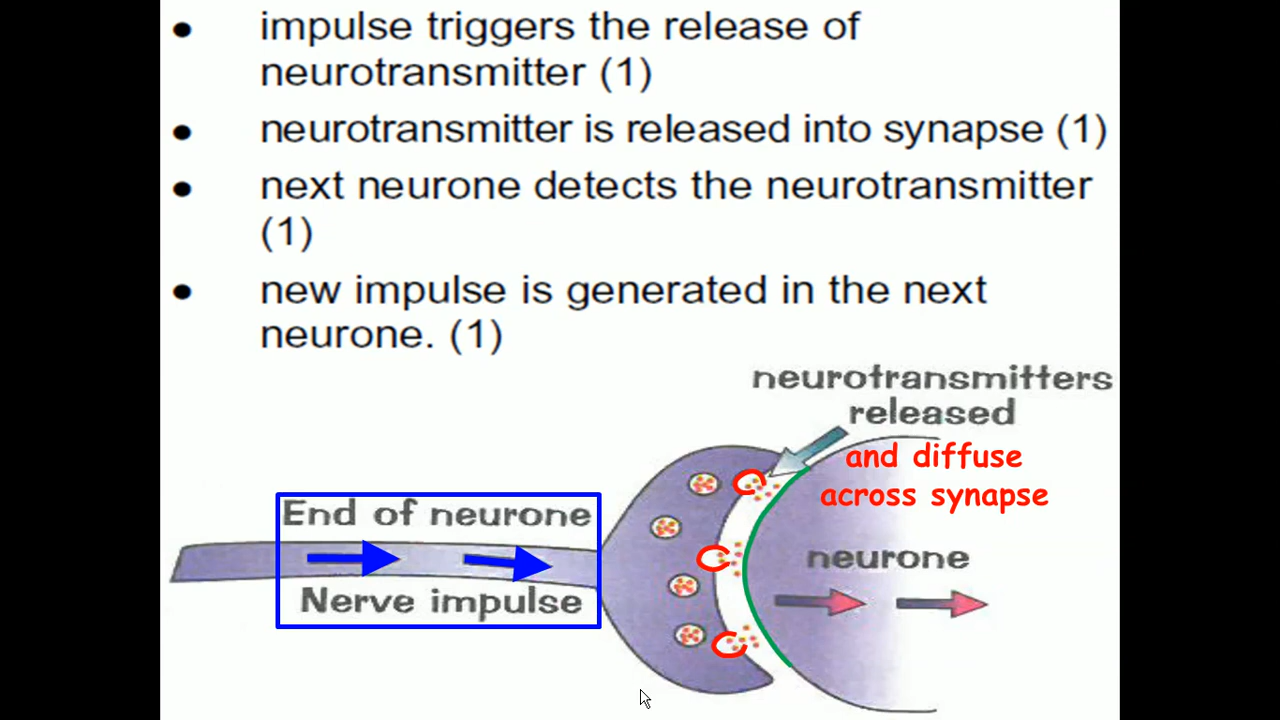 • impulse triggers the release of
neurotransmitter (1)
• neurotransmitter is released into synapse (1)
• next neurone detects the neurotransmitter
(1)
• new impulse is generated in the next
neurone. (1)
neurotransmitters
released
and diffuse
across synapse
End of neurone
neurone
Nerve impulse